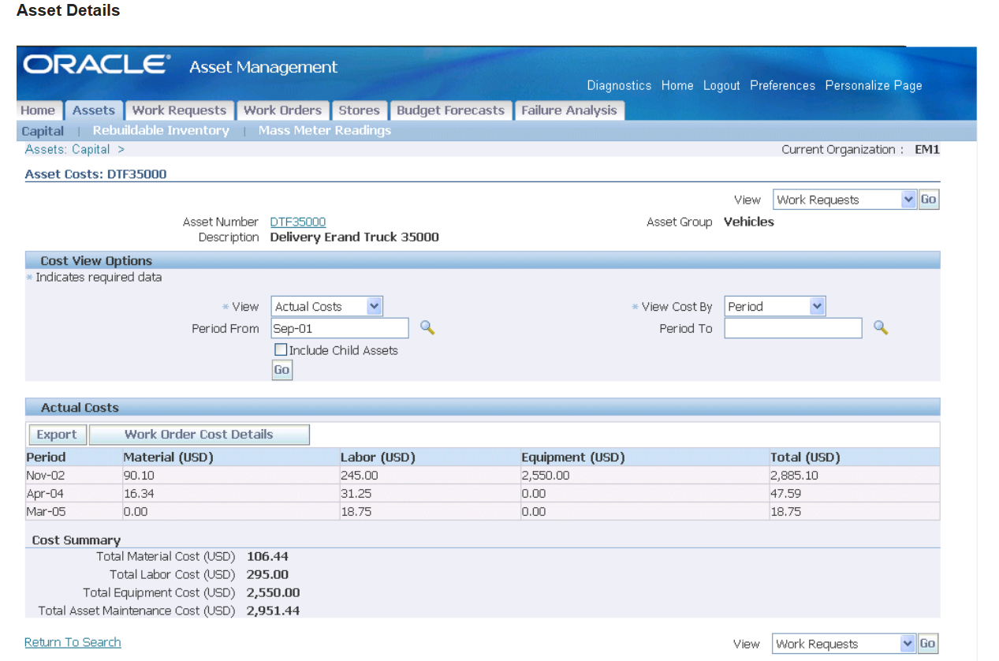 Asset Details
ORACLE® Asset Management
Diagnostics Home Logout Preferences Personalize Page
Home Assets Work Requests Work Orders Stores Budget Forecasts Failure Analysis
Capital | Rebuildable Inventory | Mass Meter Readings
Assets: Capital > Current Organization : EM1
Asset Costs: DTF35000
View Work Requests Go
Asset Number DTF35000 Asset Group Vehicles
Description Delivery Erand Truck 35000
Cost View Options
* Indicates required data
* View Actual Costs * View Cost By Period
Period From Sep-01 Period To
Include Child Assets
Go
Actual Costs
Export Work Order Cost Details
Period Material (USD) Labor (USD) Equipment (USD) Total (USD)
Nov-02 90.10 245.00 2,550.00 2,885.10
Apr-04 16.34 31.25 0.00 47.59
Mar-05 0.00 18.75 0.00 18.75
Cost Summary
Total Material Cost (USD) 106.44
Total Labor Cost (USD) 295.00
Total Equipment Cost (USD) 2,550.00
Total Asset Maintenance Cost (USD) 2,951.44
Return To Search View Work Requests Go